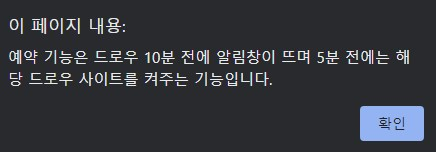 이 페이지 내용:
예약 기능은 드로우 10분 전에 알림창이 뜨며 5분 전에는 해
당 드로우 사이트를 켜주는 기능입니다.
확인